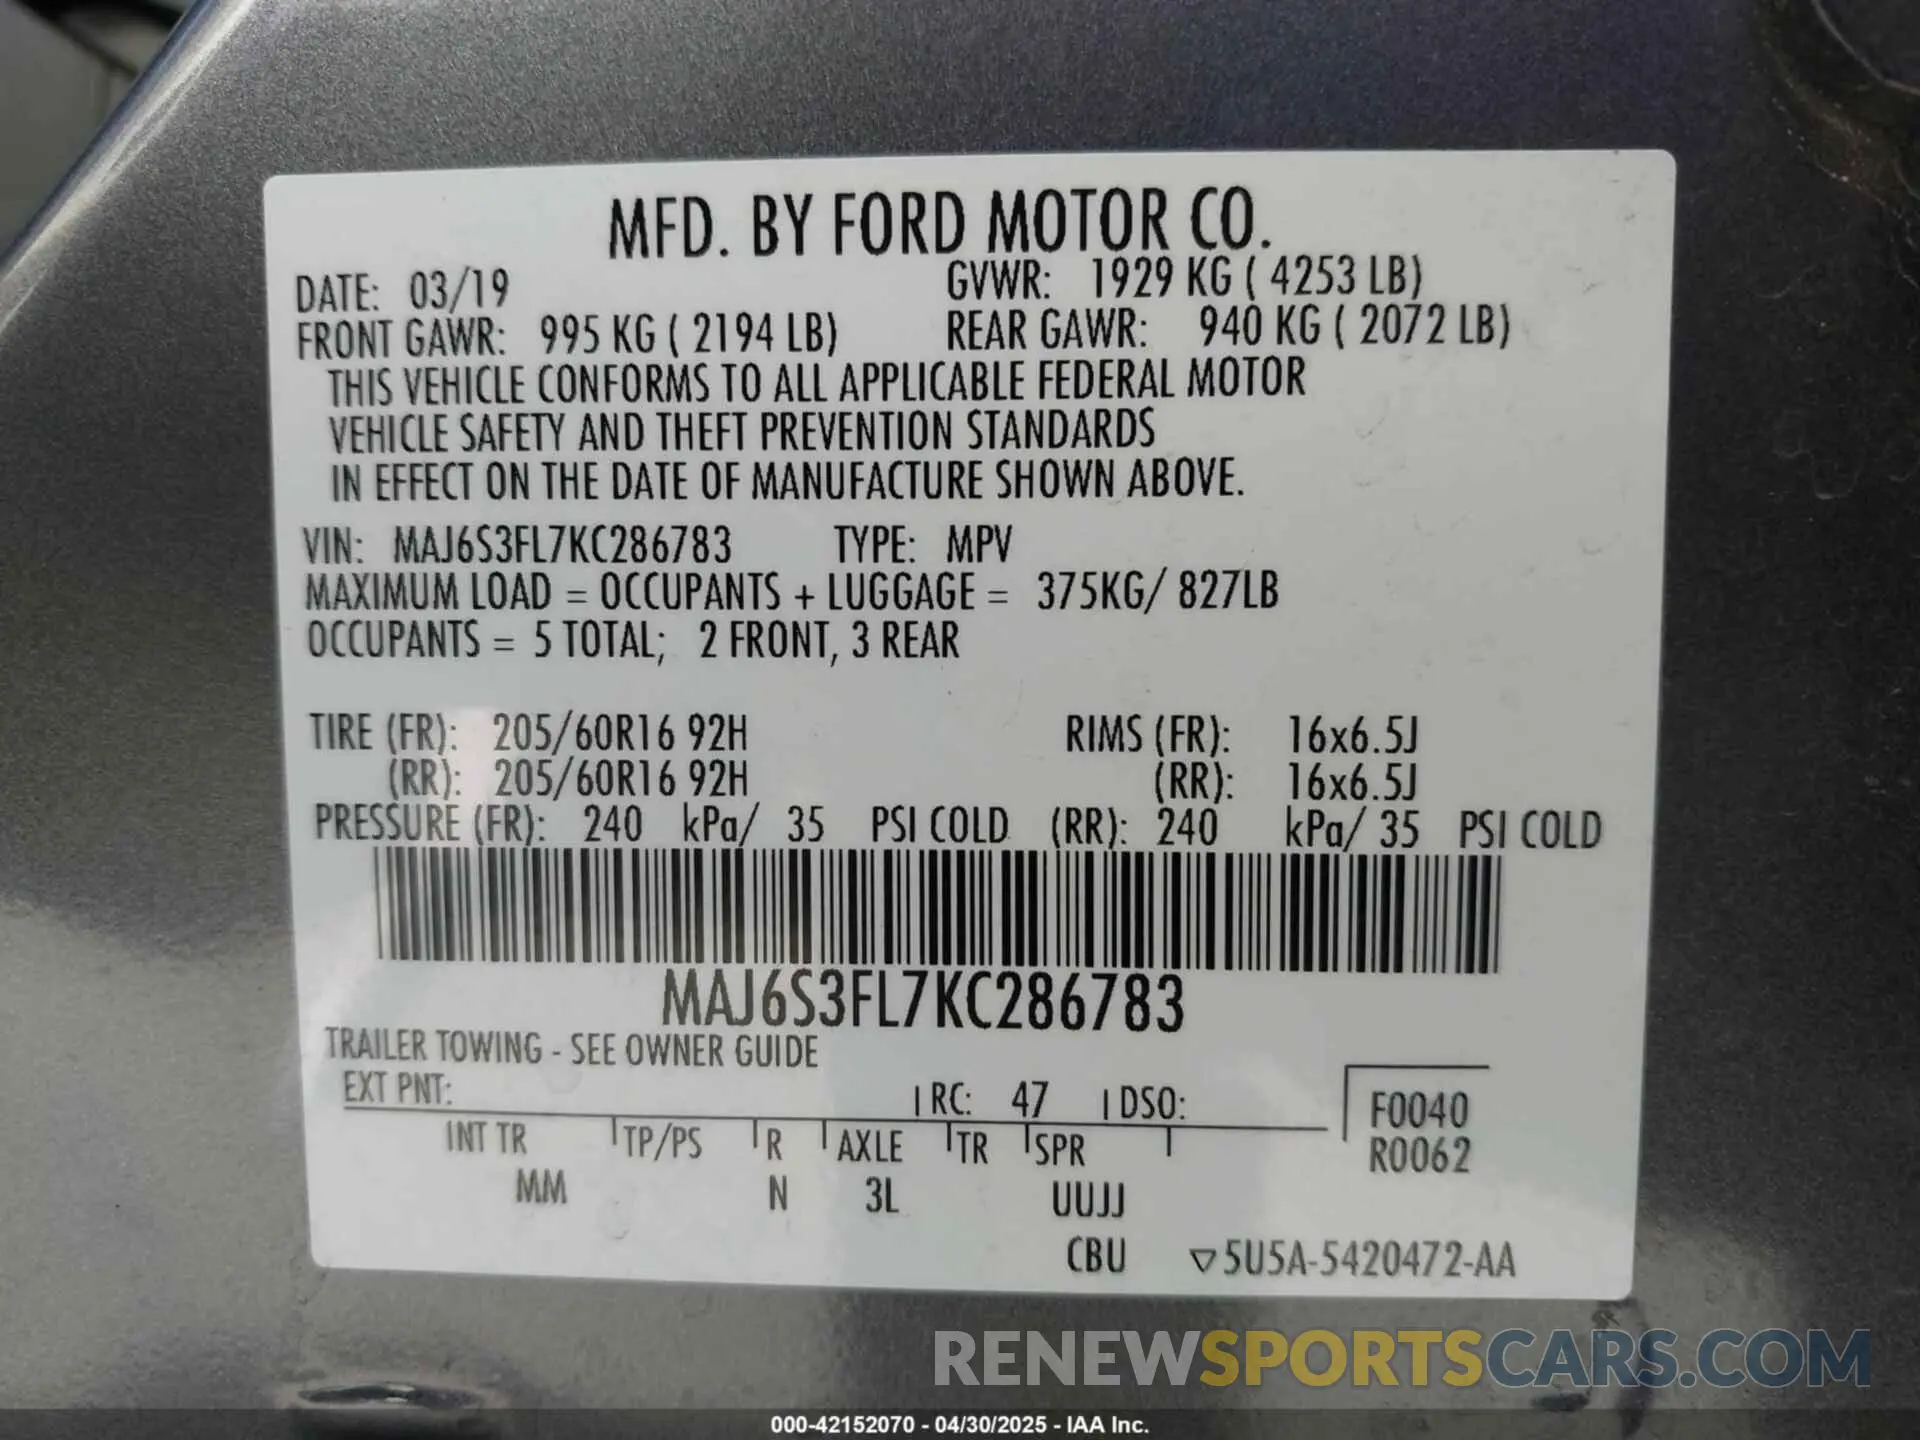 MFD. BY FORD MOTOR CO.
DATE: 03/19 GVWR: 1929 KG ( 4253 LB)
FRONT GAWR: 995 KG ( 2194 LB) REAR GAWR: 940 KG ( 2072 LB)
THIS VEHICLE CONFORMS TO ALL APPLICABLE FEDERAL MOTOR
VEHICLE SAFETY AND THEFT PREVENTION STANDARDS
IN EFFECT ON THE DATE OF MANUFACTURE SHOWN ABOVE.
VIN: MAJ6S3FL7KC286783 TYPE: MPV
MAXIMUM LOAD = OCCUPANTS + LUGGAGE = 375KG/ 827LB
OCCUPANTS = 5 TOTAL; 2 FRONT, 3 REAR
TIRE (FR): 205/60R16 92H RIMS (FR): 16x6.5J
(RR): 205/60R16 92H (RR): 16x6.5J
PRESSURE (FR): 240 kPa/ 35 PSI COLD (RR): 240 kPa/ 35 PSI COLD
MAJ6S3FL7KC286783
TRAILER TOWING - SEE OWNER GUIDE
EXT PNT: RC: 47 DSO: F0040
INT TR TP/PS R AXLE TR SPR R0062
MM N 3L UUJJ
CBU 5U5A-5420472-AA
RENEWSPORTSCARS.COM
000-42152070 - 04/30/2025 - IAA Inc.